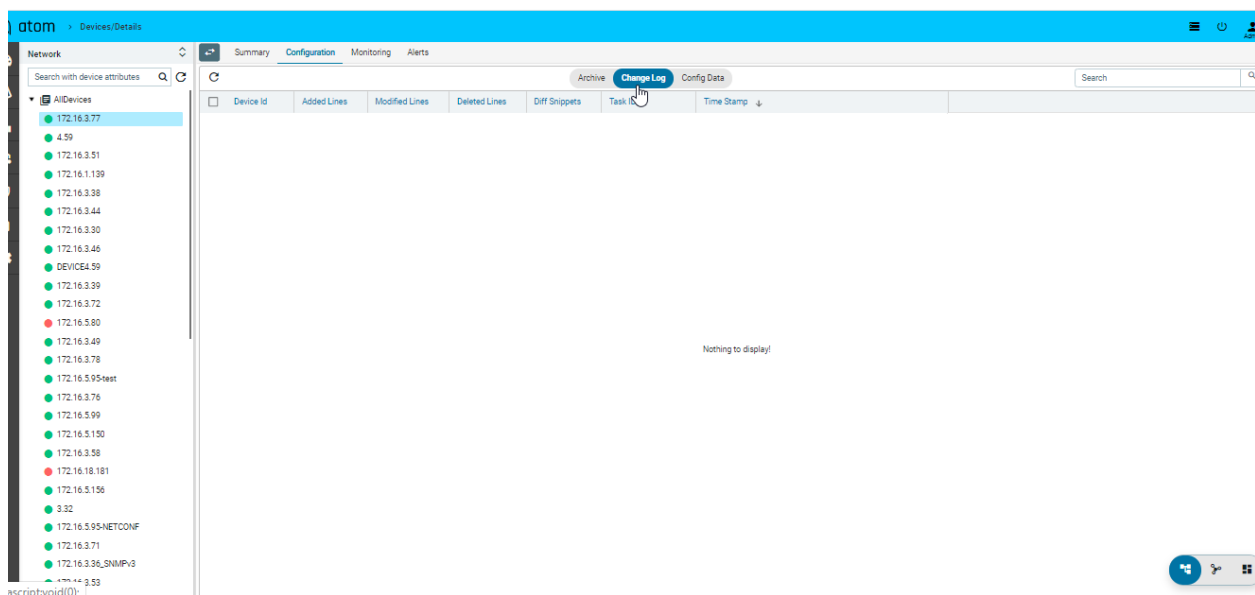 atom > Devices/Details
Admi
Network
Summary Configuration Monitoring Alerts
Search with device attributes
Archive Change Log Config Data
Search
AllDevices
Device Id Added Lines Modified Lines Deleted Lines Diff Snippets Task I Time Stamp ↓
172.16.3.77
4.59
172.16.3.51
172.16.1.139
172.16.3.38
172.16.3.44
172.16.3.30
172.16.3.46
DEVICE4.59
172.16.3.39
172.16.3.72
172.16.5.80
172.16.3.49
Nothing to display!
172.16.3.78
172.16.5.95-test
172.16.3.76
172.16.5.99
172.16.5.150
172.16.3.58
172.16.18.181
172.16.5.156
3.32
172.16.5.95-NETCONF
172.16.3.71
172.16.3.36_SNMPv3
172.16.3.53
ascript:void(0);